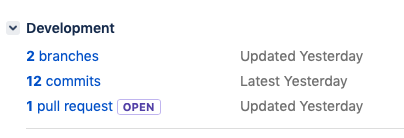 Development
2 branches Updated Yesterday
12 commits Latest Yesterday
1 pull request OPEN Updated Yesterday